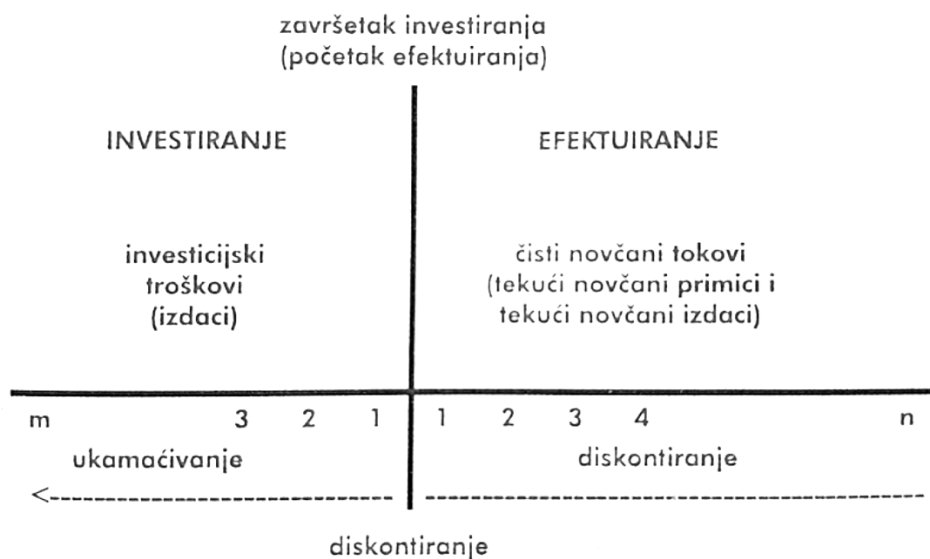 završetak investiranja
(početak efektuiranja)
INVESTIRANJE
EFEKTUIRANJE
investicijski
troškovi
(izdaci)
čisti novčani tokovi
(tekući novčani primici i
tekući novčani izdaci)
m 3 2 1 1 2 3 4 n
ukamaćivanje
diskontiranje
diskontiranje